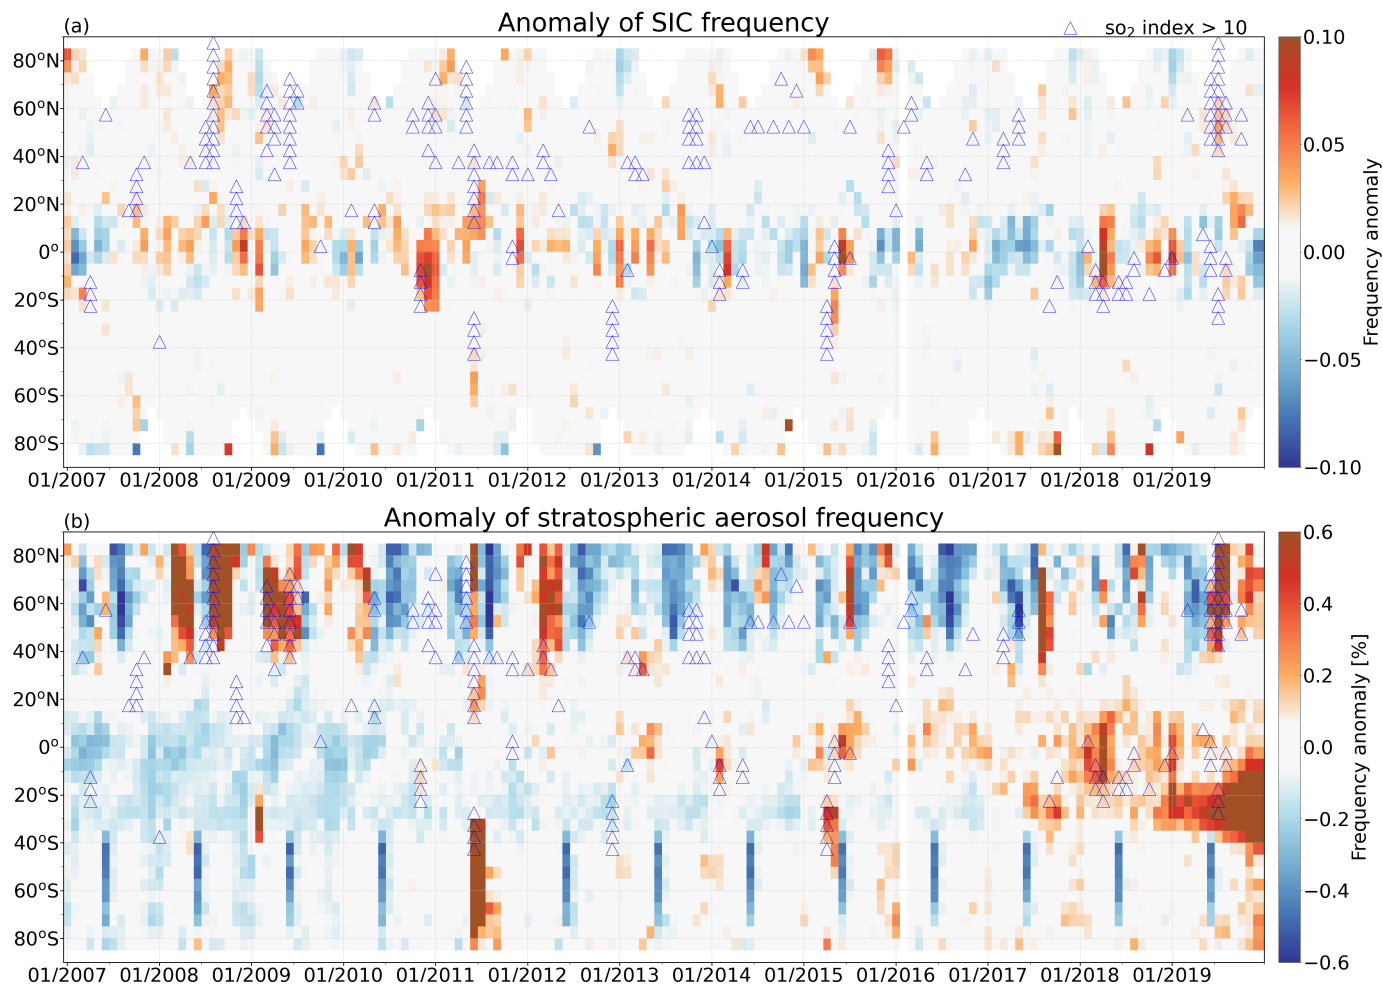 (a) Anomaly of SIC frequency △ so₂ index > 10
80°N
60°N
40°N
20°N
0°
20°S
40°S
60°S
80°S
01/2007 01/2008 01/2009 01/2010 01/2011 01/2012 01/2013 01/2014 01/2015 01/2016 01/2017 01/2018 01/2019
0.10
0.05
0.00
−0.05
−0.10
Frequency anomaly
(b) Anomaly of stratospheric aerosol frequency
80°N
60°N
40°N
20°N
0°
20°S
40°S
60°S
80°S
01/2007 01/2008 01/2009 01/2010 01/2011 01/2012 01/2013 01/2014 01/2015 01/2016 01/2017 01/2018 01/2019
0.6
0.4
0.2
0.0
−0.2
−0.4
−0.6
Frequency anomaly [%]